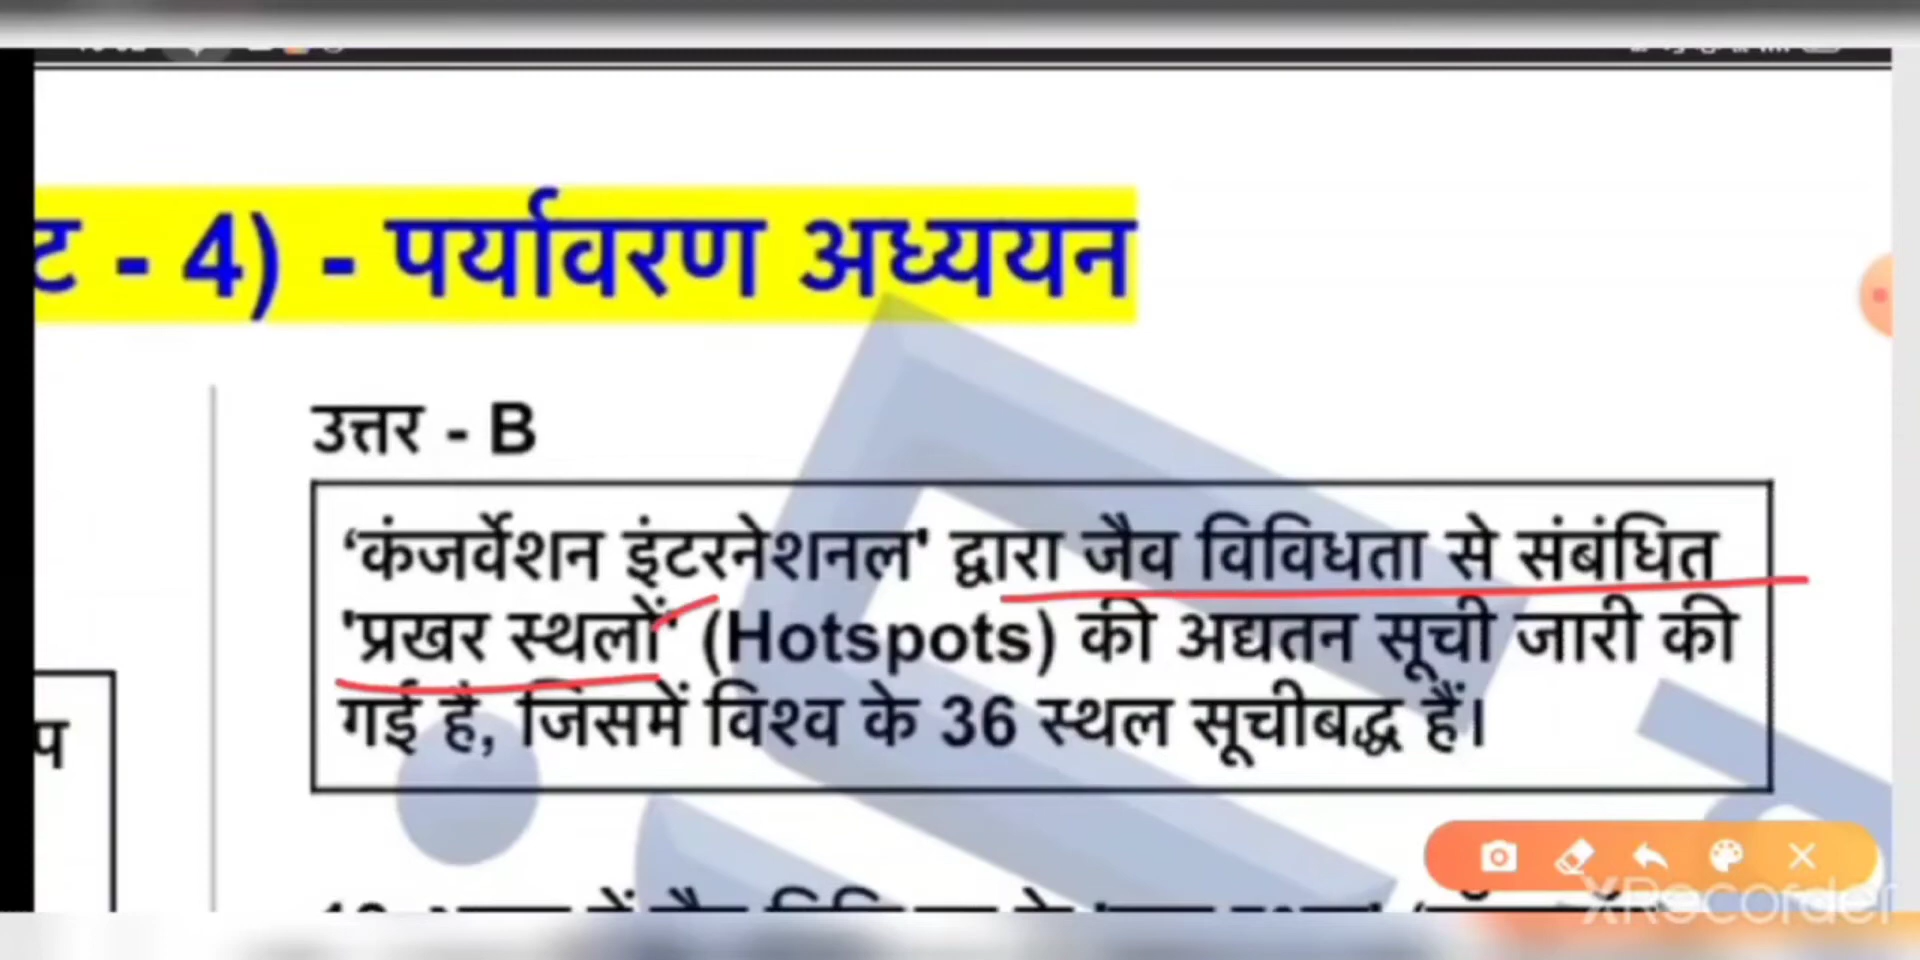 ट - 4) - पर्यावरण अध्ययन
उत्तर - B
‘कंजर्वेशन इंटरनेशनल' द्वारा जैव विविधता से संबंधित
'प्रखर स्थलों' (Hotspots) की अद्यतन सूची जारी की
गई है, जिसमें विश्व के 36 स्थल सूचीबद्ध हैं।
प
XRecorder